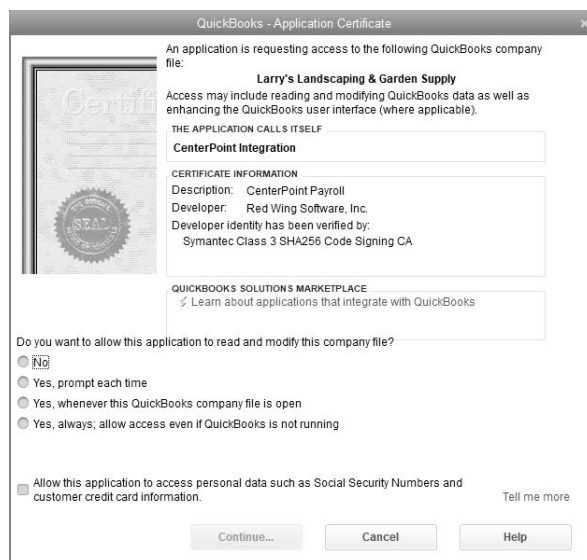 QuickBooks - Application Certificate
An application is requesting access to the following QuickBooks company
file:
Larry's Landscaping & Garden Supply
Access may include reading and modifying QuickBooks data as well as
enhancing the QuickBooks user interface (where applicable).
THE APPLICATION CALLS ITSELF
CenterPoint Integration
CERTIFICATE INFORMATION
Description: CenterPoint Payroll
Developer: Red Wing Software, Inc.
Developer identity has been verified by:
Symantec Class 3 SHA256 Code Signing CA
SEAL
QUICKBOOKS SOLUTIONS MARKETPLACE
Learn about applications that integrate with QuickBooks
Do you want to allow this application to read and modify this company file?
No
Yes, prompt each time
Yes, whenever this QuickBooks company file is open
Yes, always; allow access even if QuickBooks is not running
Allow this application to access personal data such as Social Security Numbers and
customer credit card information.
Tell me more
Continue... Cancel Help